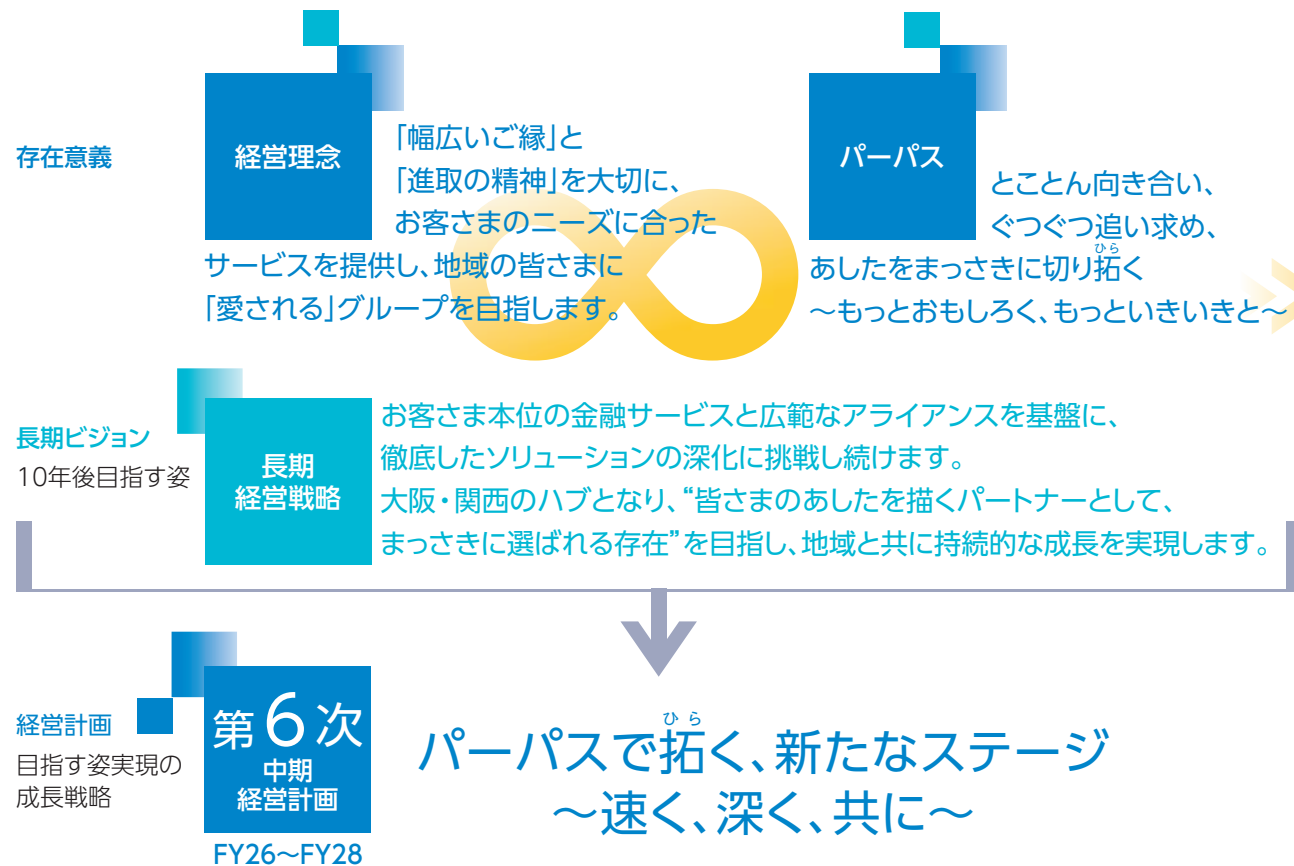 存在意義
経営理念
「幅広いご縁」と
「進取の精神」を大切に、
お客さまのニーズに合った
サービスを提供し、地域の皆さまに
「愛される」グループを目指します。
パーパス
とことん向き合い、
ぐつぐつ追い求め、
ひら
あしたをまっさきに切り拓く
～もっとおもしろく、もっといきいきと～
長期ビジョン
10年後目指す姿
長期
経営戦略
お客さま本位の金融サービスと広範なアライアンスを基盤に、
徹底したソリューションの深化に挑戦し続けます。
大阪・関西のハブとなり、“皆さまのあしたを描くパートナーとして、
まっさきに選ばれる存在”を目指し、地域と共に持続的な成長を実現します。
経営計画
目指す姿実現の
成長戦略
第6次
中期
経営計画
FY26～FY28
ひら
パーパスで拓く、新たなステージ
～速く、深く、共に～